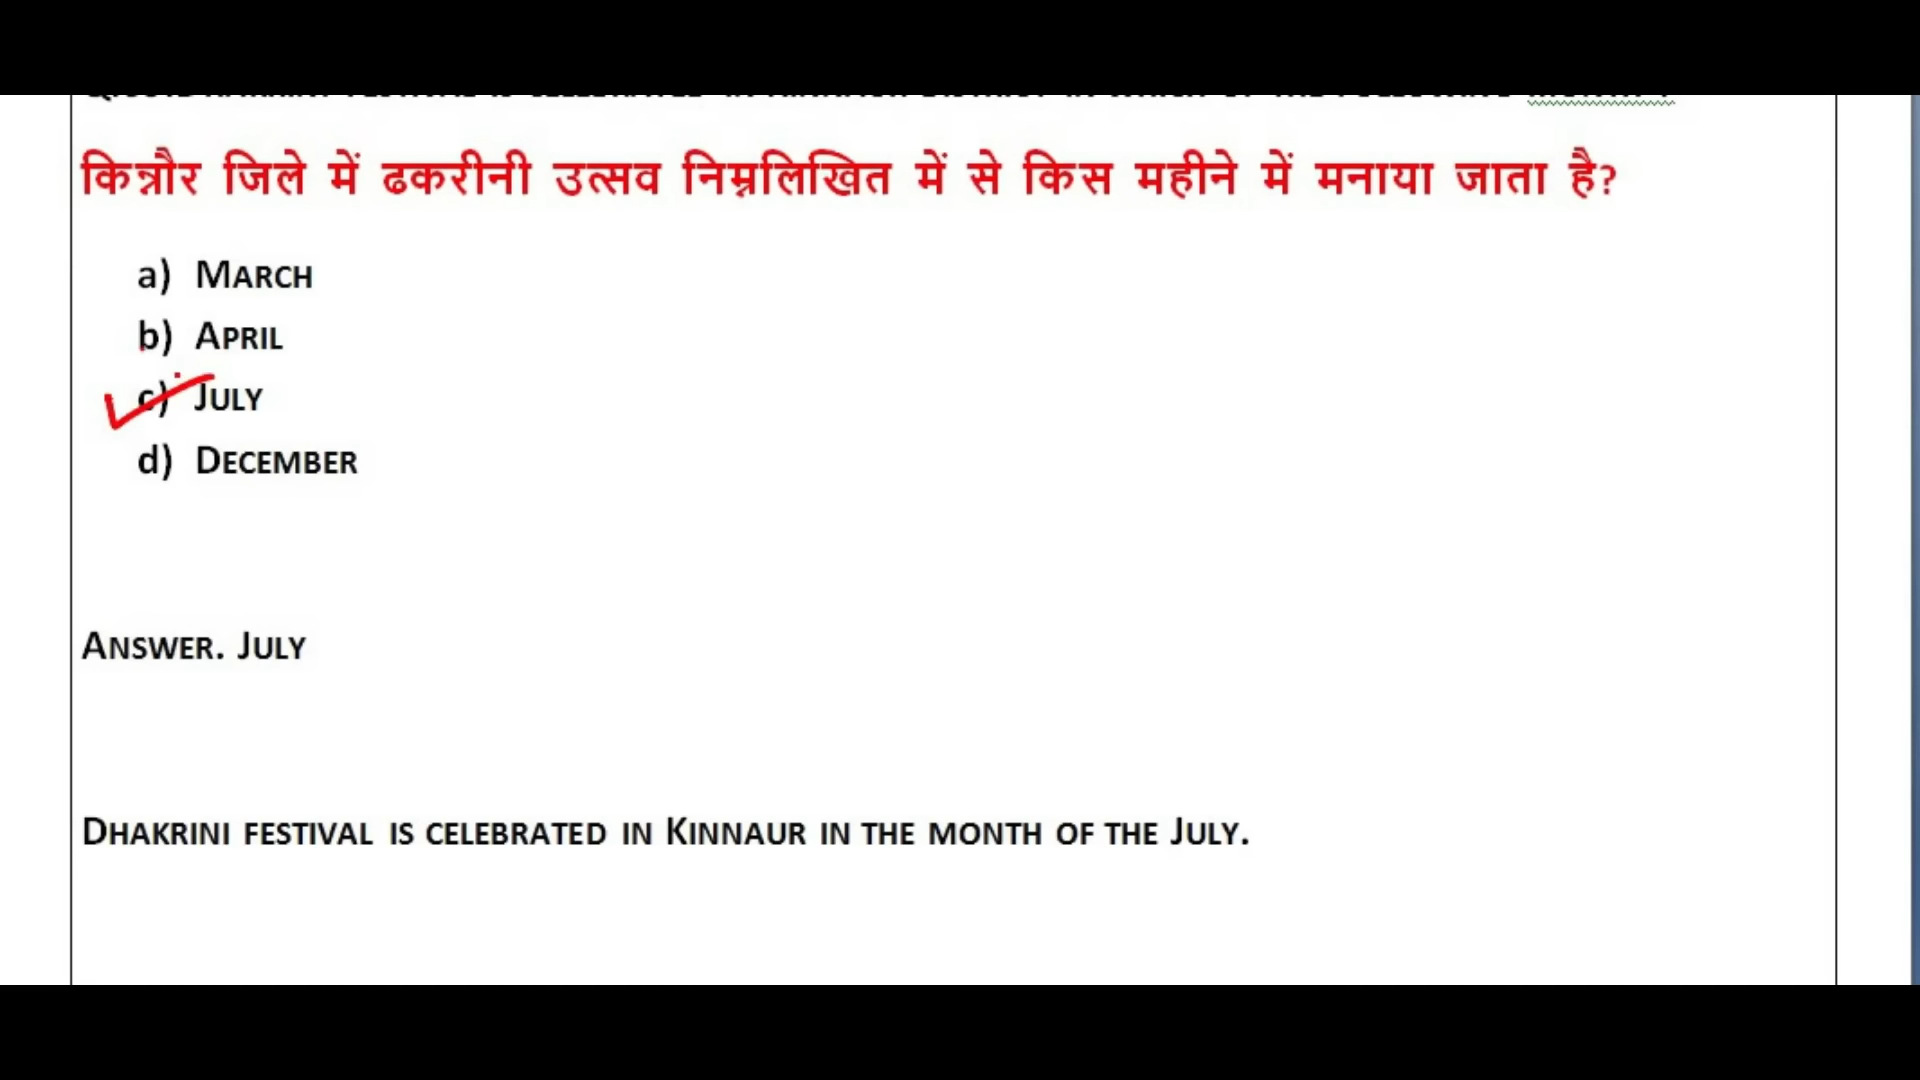 किन्नौर जिले में ढकरीनी उत्सव निम्नलिखित में से किस महीने में मनाया जाता है?
a) MARCH
b) APRIL
c) JULY
d) DECEMBER
ANSWER. JULY
DHAKRINI FESTIVAL IS CELEBRATED IN KINNAUR IN THE MONTH OF THE JULY.